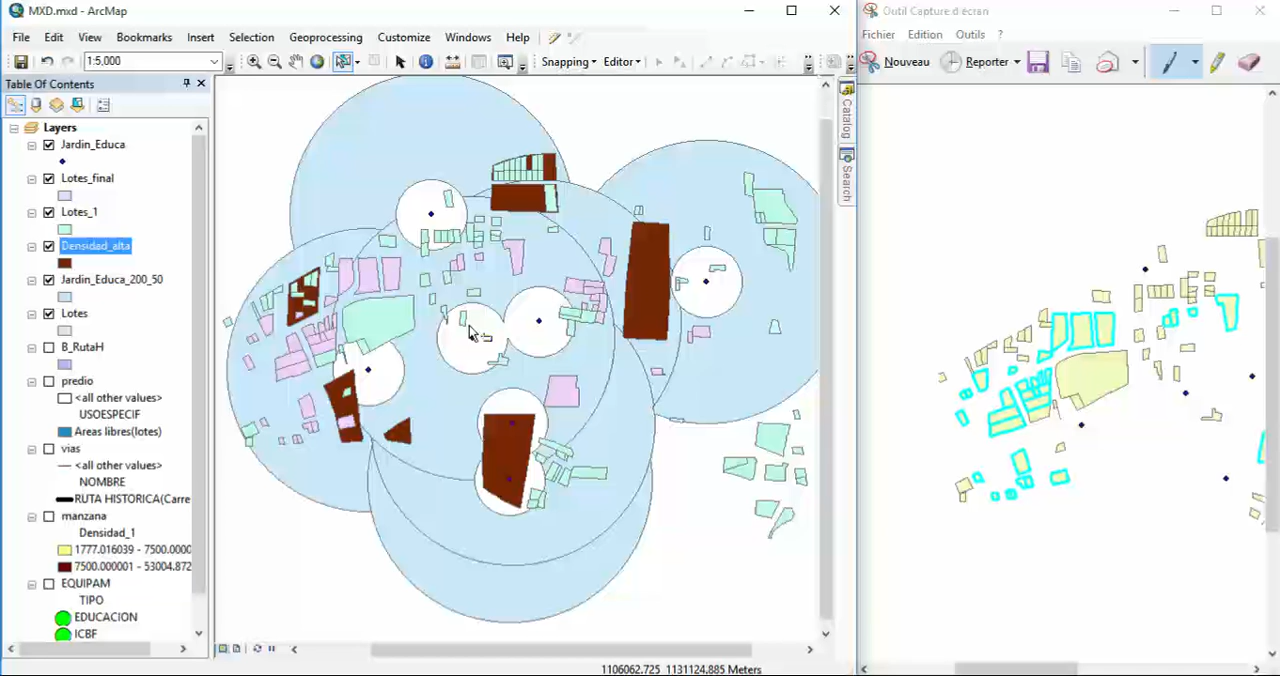 MXD.mxd - ArcMap
File Edit View Bookmarks Insert Selection Geoprocessing Customize Windows Help
1:5,000
Snapping Editor
Table Of Contents
Layers
Jardin_Educa
Lotes_final
Lotes_1
Densidad_alta
Jardin_Educa_200_50
Lotes
B_RutaH
predio
<all other values>
USOESPECIF
Areas libres(lotes)
vias
<all other values>
NOMBRE
RUTA HISTORICA(Carre
manzana
Densidad_1
1777.016039 - 7500.0000
7500.000001 - 53004.872
EQUIPAM
TIPO
EDUCACION
ICBF
Catalog
Search
1106062.725 1131124.885 Meters
Outil Capture d'écran
Fichier Edition Outils ?
Nouveau Reporter